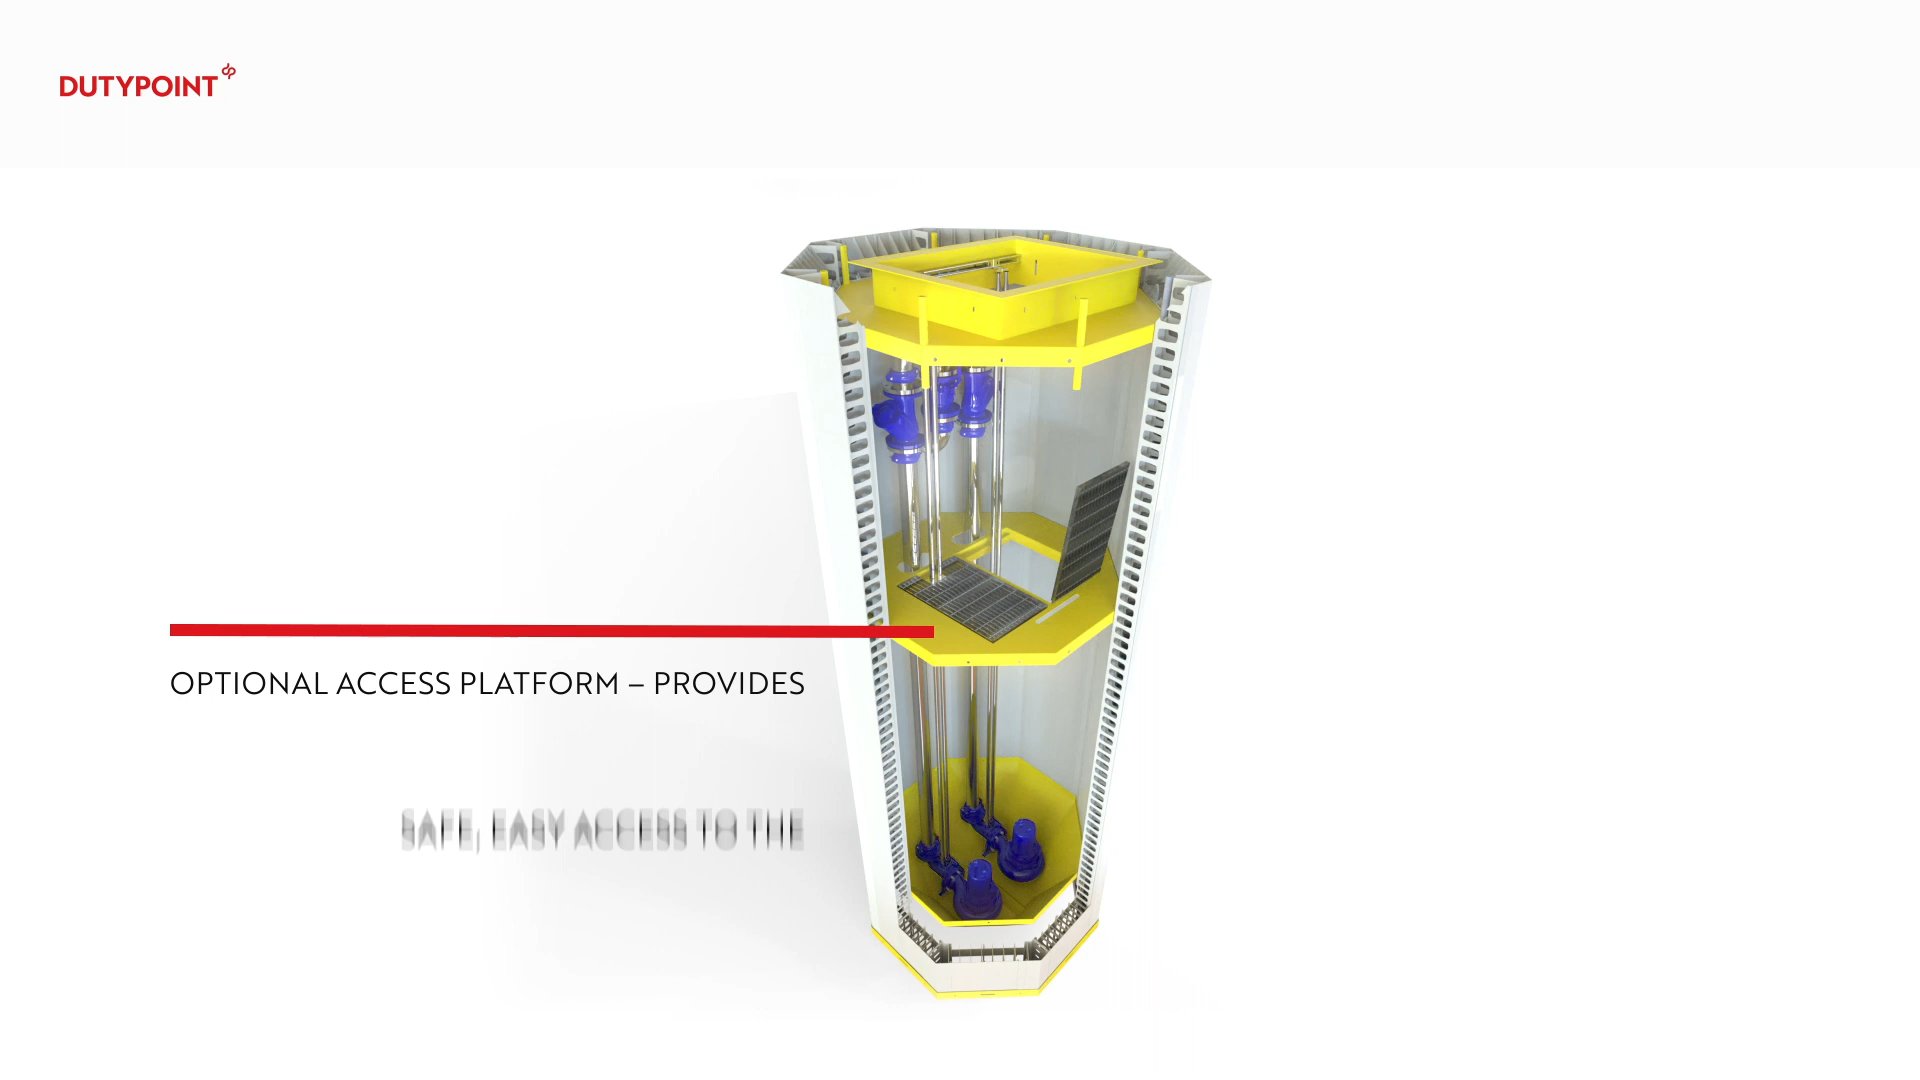 DUTYPOINT
OPTIONAL ACCESS PLATFORM – PROVIDES
SAFE, EASY ACCESS TO THE